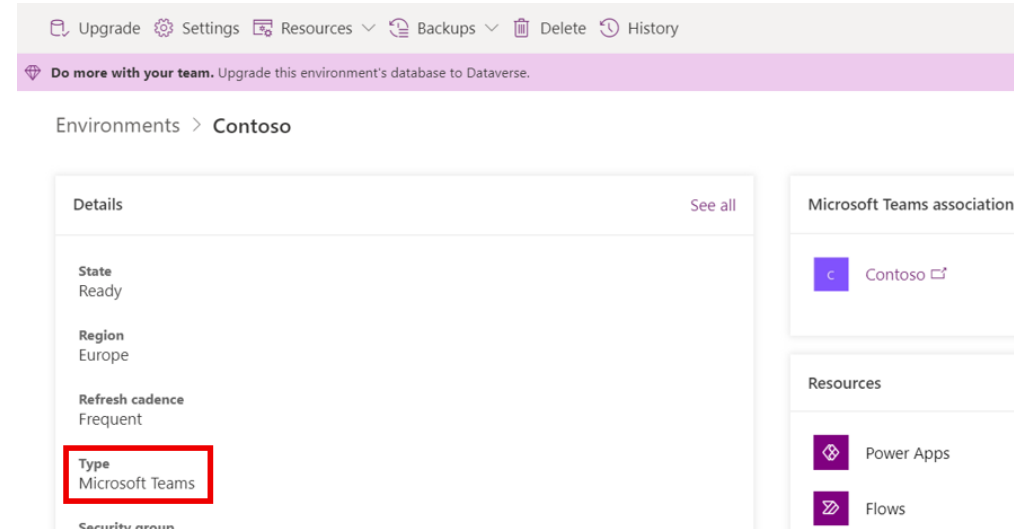 Upgrade Settings Resources Backups Delete History
Do more with your team. Upgrade this environment's database to Dataverse.
Environments > Contoso
Details See all
State
Ready
Region
Europe
Refresh cadence
Frequent
Type
Microsoft Teams
Security group
Microsoft Teams association
C Contoso
Resources
Power Apps
Flows